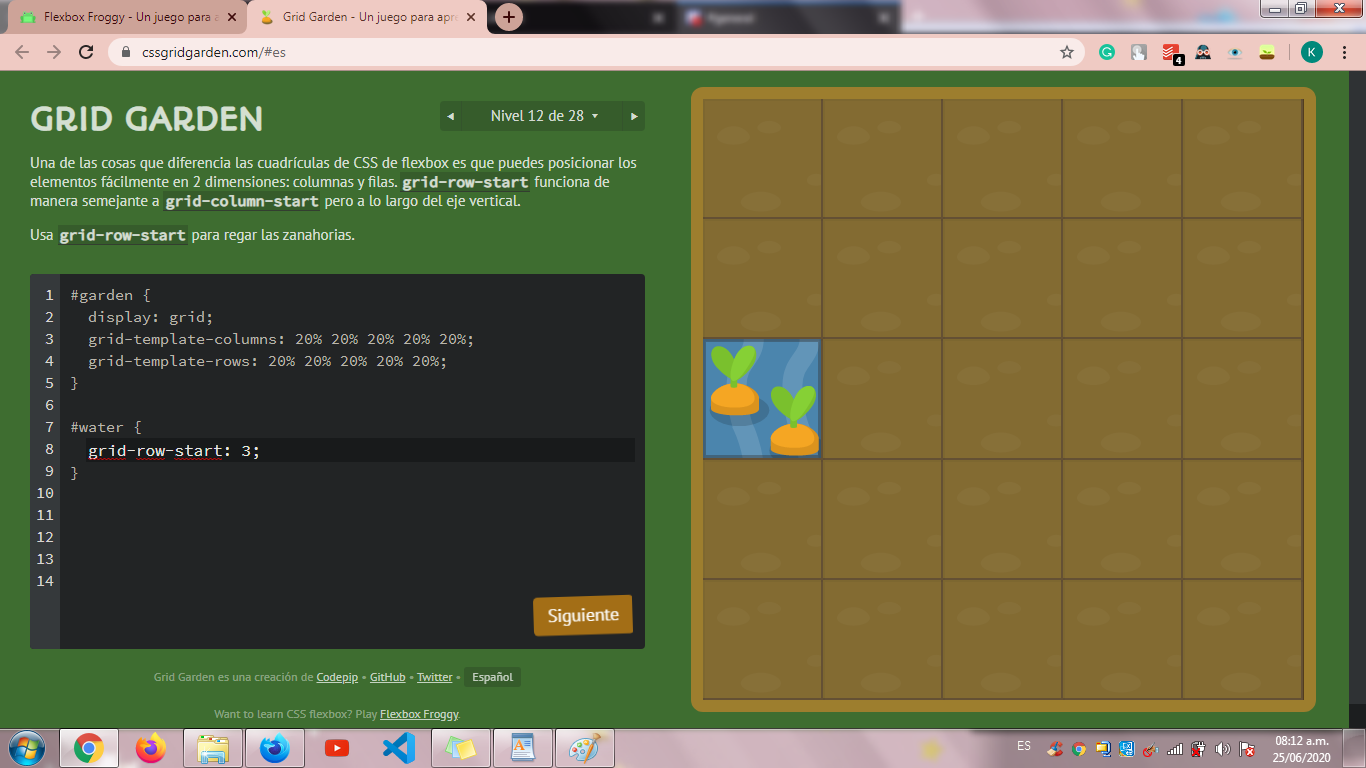 Flexbox Froggy - Un juego para a
Grid Garden - Un juego para apre
cssgridgarden.com/#es
4
K
GRID GARDEN
◄ Nivel 12 de 28 ▾ ►
Una de las cosas que diferencia las cuadrículas de CSS de flexbox es que puedes posicionar los
elementos fácilmente en 2 dimensiones: columnas y filas. grid-row-start funciona de
manera semejante a grid-column-start pero a lo largo del eje vertical.
Usa grid-row-start para regar las zanahorias.
1 #garden {
2 display: grid;
3 grid-template-columns: 20% 20% 20% 20% 20%;
4 grid-template-rows: 20% 20% 20% 20% 20%;
5 }
6
7 #water {
8 grid-row-start: 3;
9 }
10
11
12
13
14
Siguiente
Grid Garden es una creación de Codepip • GitHub • Twitter • Español
Want to learn CSS flexbox? Play Flexbox Froggy.
ES
08:12 a.m.
25/06/2020